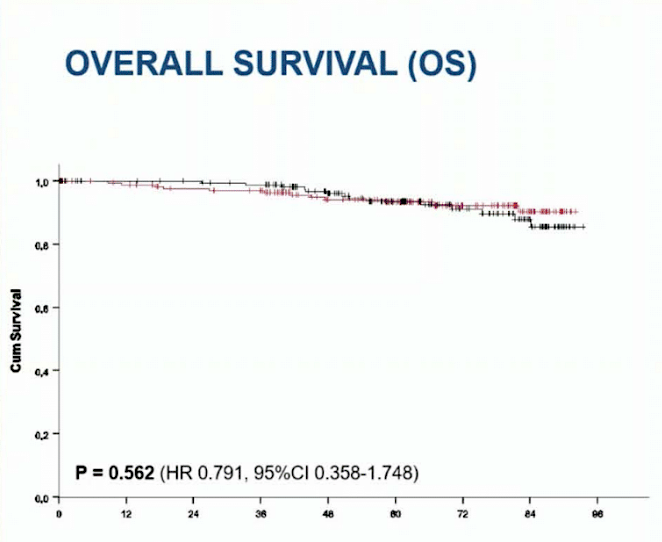 OVERALL SURVIVAL (OS)
1,0
0,8
0,6
0,4
0,2
0,0
Cum Survival
P = 0.562 (HR 0.791, 95%CI 0.358-1.748)
0 12 24 36 48 60 72 84 96